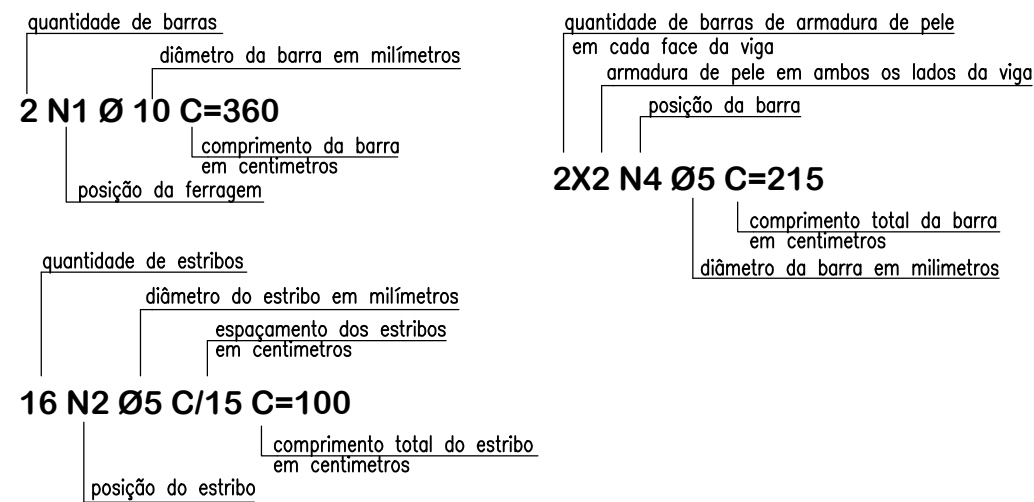 quantidade de barras
diâmetro da barra em milímetros
2 N1 Ø 10 C=360
comprimento da barra
em centimetros
posição da ferragem
quantidade de barras de armadura de pele
em cada face da viga
armadura de pele em ambos os lados da viga
posição da barra
2X2 N4 Ø5 C=215
comprimento total da barra
em centimetros
diâmetro da barra em milimetros
quantidade de estribos
diâmetro do estribo em milímetros
espaçamento dos estribos
em centimetros
16 N2 Ø5 C/15 C=100
comprimento total do estribo
em centimetros
posição do estribo